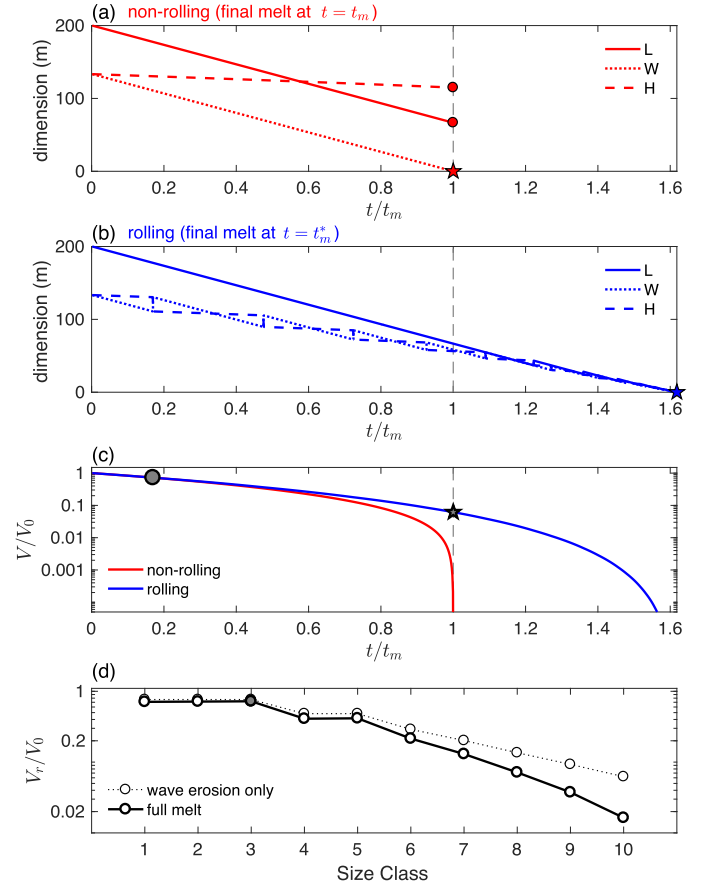 (a) non-rolling (final melt at t = t_m)
200
100
0
dimension (m)
L
W
H
0 0.2 0.4 0.6 0.8 1 1.2 1.4 1.6
t/t_m
(b) rolling (final melt at t = t_m^*)
200
100
0
dimension (m)
L
W
H
0 0.2 0.4 0.6 0.8 1 1.2 1.4 1.6
t/t_m
(c)
1
0.1
0.01
0.001
V/V_0
non-rolling
rolling
0 0.2 0.4 0.6 0.8 1 1.2 1.4 1.6
t/t_m
(d)
1
0.2
0.02
V_r/V_0
wave erosion only
full melt
1 2 3 4 5 6 7 8 9 10
Size Class